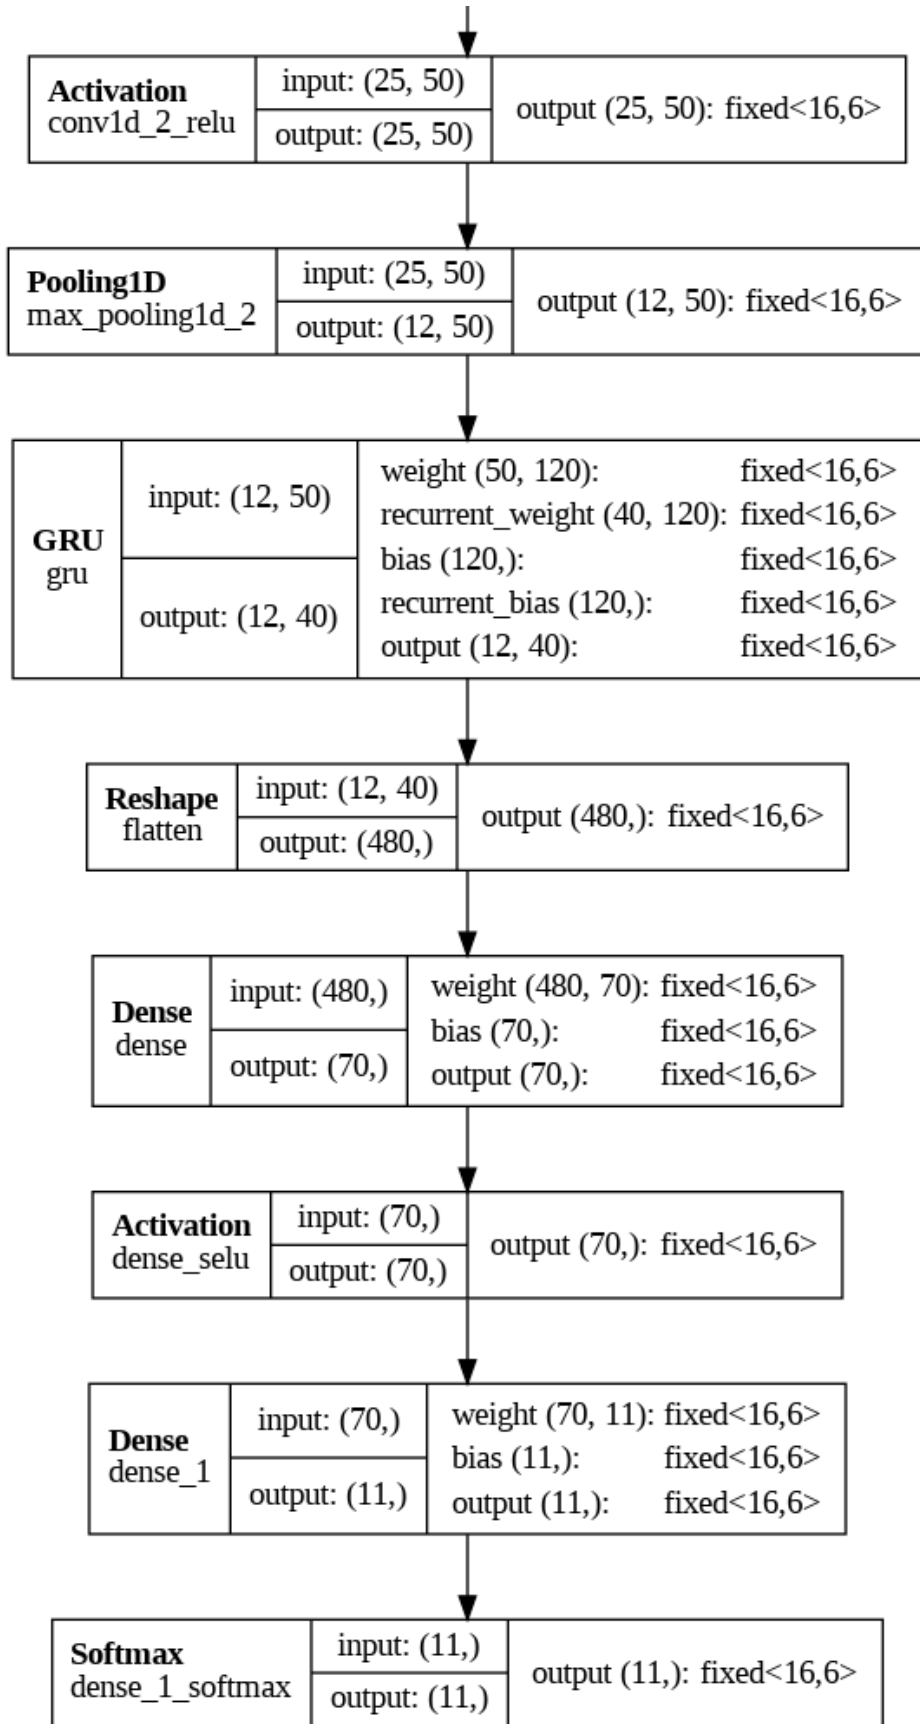 Activation
conv1d_2_relu
input: (25, 50)
output: (25, 50)
output (25, 50): fixed<16,6>
Pooling1D
max_pooling1d_2
input: (25, 50)
output: (12, 50)
output (12, 50): fixed<16,6>
GRU
gru
input: (12, 50)
output: (12, 40)
weight (50, 120): fixed<16,6>
recurrent_weight (40, 120): fixed<16,6>
bias (120,): fixed<16,6>
recurrent_bias (120,): fixed<16,6>
output (12, 40): fixed<16,6>
Reshape
flatten
input: (12, 40)
output: (480,)
output (480,): fixed<16,6>
Dense
dense
input: (480,)
output: (70,)
weight (480, 70): fixed<16,6>
bias (70,): fixed<16,6>
output (70,): fixed<16,6>
Activation
dense_selu
input: (70,)
output: (70,)
output (70,): fixed<16,6>
Dense
dense_1
input: (70,)
output: (11,)
weight (70, 11): fixed<16,6>
bias (11,): fixed<16,6>
output (11,): fixed<16,6>
Softmax
dense_1_softmax
input: (11,)
output: (11,)
output (11,): fixed<16,6>